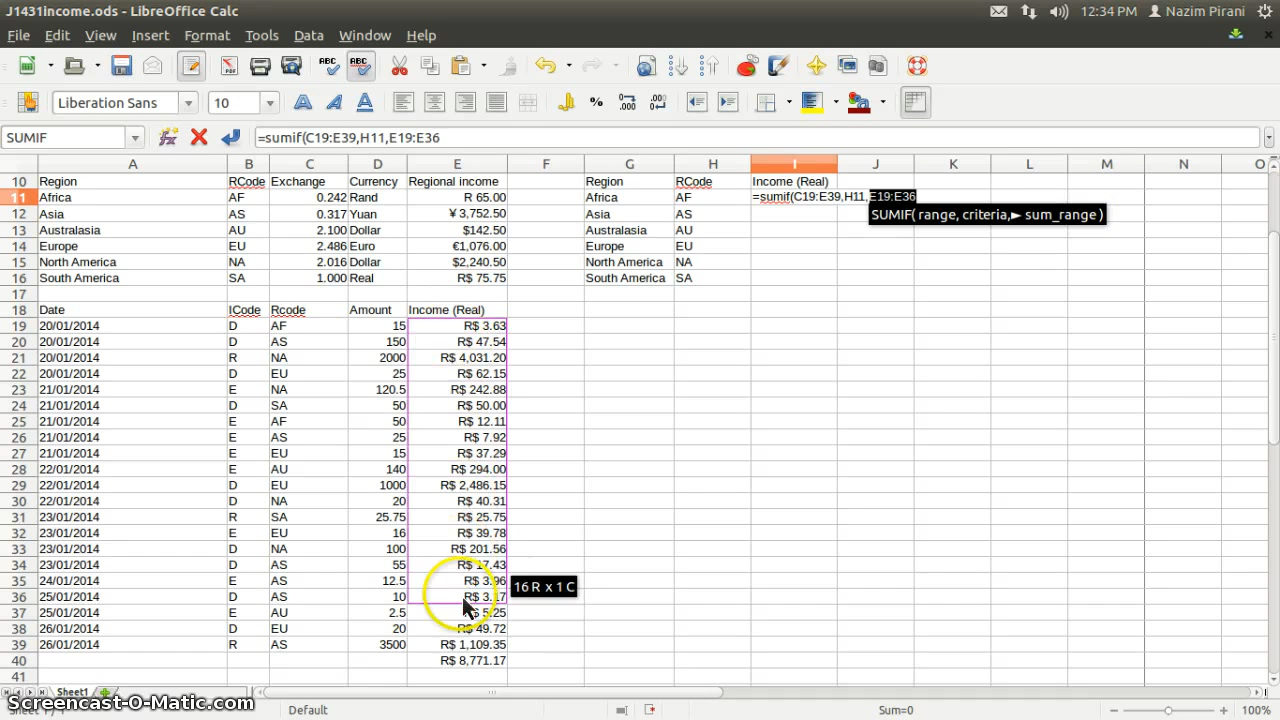 J1431income.ods - LibreOffice Calc 12:34 PM Nazim Pirani
File Edit View Insert Format Tools Data Window Help
Liberation Sans 10
SUMIF =sumif(C19:E39,H11,E19:E36
A B C D E F G H I J K L M N O
10 Region RCode Exchange Currency Regional income Region RCode Income (Real)
11 Africa AF 0.242 Rand R 65.00 Africa AF =sumif(C19:E39,H11,E19:E36
12 Asia AS 0.317 Yuan ¥ 3,752.50 Asia AS SUMIF( range, criteria,► sum_range )
13 Australasia AU 2.100 Dollar $142.50 Australasia AU
14 Europe EU 2.486 Euro €1,076.00 Europe EU
15 North America NA 2.016 Dollar $2,240.50 North America NA
16 South America SA 1.000 Real R$ 75.75 South America SA
17
18 Date ICode Rcode Amount Income (Real)
19 20/01/2014 D AF 15 R$ 3.63
20 20/01/2014 D AS 150 R$ 47.54
21 20/01/2014 R NA 2000 R$ 4,031.20
22 20/01/2014 D EU 25 R$ 62.15
23 21/01/2014 E NA 120.5 R$ 242.88
24 21/01/2014 D SA 50 R$ 50.00
25 21/01/2014 E AF 50 R$ 12.11
26 21/01/2014 E AS 25 R$ 7.92
27 21/01/2014 E EU 15 R$ 37.29
28 22/01/2014 E AU 140 R$ 294.00
29 22/01/2014 D EU 1000 R$ 2,486.15
30 22/01/2014 D NA 20 R$ 40.31
31 23/01/2014 R SA 25.75 R$ 25.75
32 23/01/2014 E EU 16 R$ 39.78
33 23/01/2014 D NA 100 R$ 201.56
34 23/01/2014 D AS 55 R$ 17.43
35 24/01/2014 E AS 12.5 R$ 3.96 16 R x 1 C
36 25/01/2014 D AS 10 R$ 3.17
37 25/01/2014 E AU 2.5 5.25
38 26/01/2014 D EU 20 R$ 49.72
39 26/01/2014 R AS 3500 R$ 1,109.35
40 R$ 8,771.17
41
Sheet1
Screencast-O-Matic.com Default Sum=0 100%